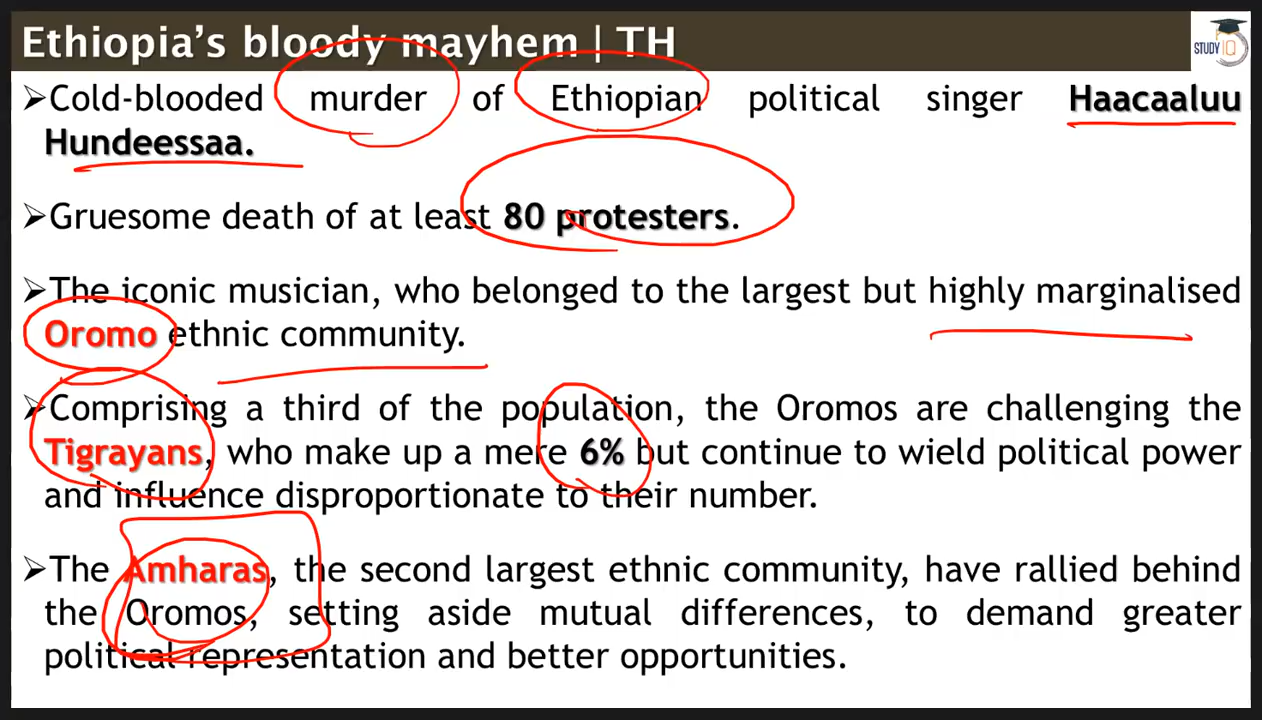 Ethiopia's bloody mayhem | TH
STUDY IQ
➤Cold-blooded murder of Ethiopian political singer Haacaaluu
Hundeessaa.
➤Gruesome death of at least 80 protesters.
➤The iconic musician, who belonged to the largest but highly marginalised
Oromo ethnic community.
➤Comprising a third of the population, the Oromos are challenging the
Tigrayans, who make up a mere 6% but continue to wield political power
and influence disproportionate to their number.
➤The Amharas, the second largest ethnic community, have rallied behind
the Oromos, setting aside mutual differences, to demand greater
political representation and better opportunities.